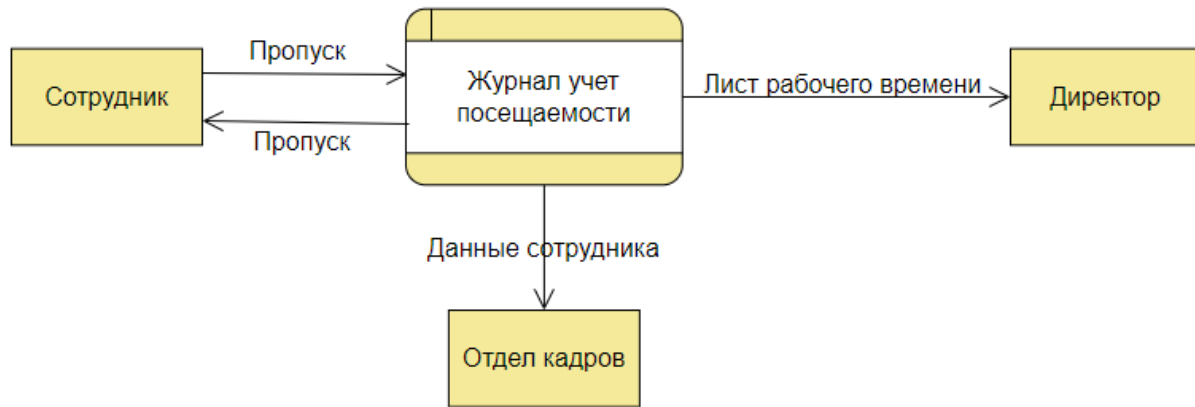 Сотрудник
Пропуск
Пропуск
Журнал учет
посещаемости
Лист рабочего времени
Директор
Данные сотрудника
Отдел кадров